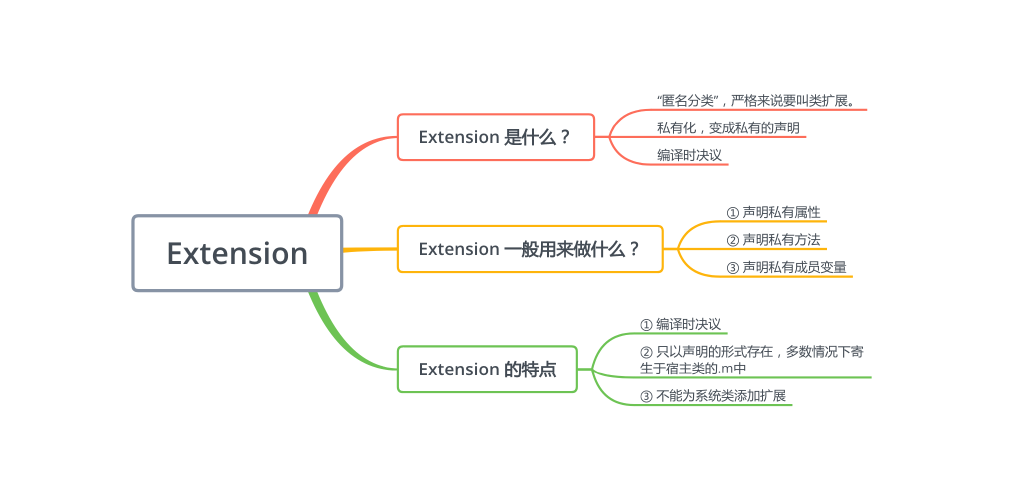 Extension
Extension 是什么？
“匿名分类”，严格来说要叫类扩展。
私有化，变成私有的声明
编译时决议
Extension 一般用来做什么？
① 声明私有属性
② 声明私有方法
③ 声明私有成员变量
Extension 的特点
① 编译时决议
② 只以声明的形式存在，多数情况下寄
生于宿主类的.m中
③ 不能为系统类添加扩展